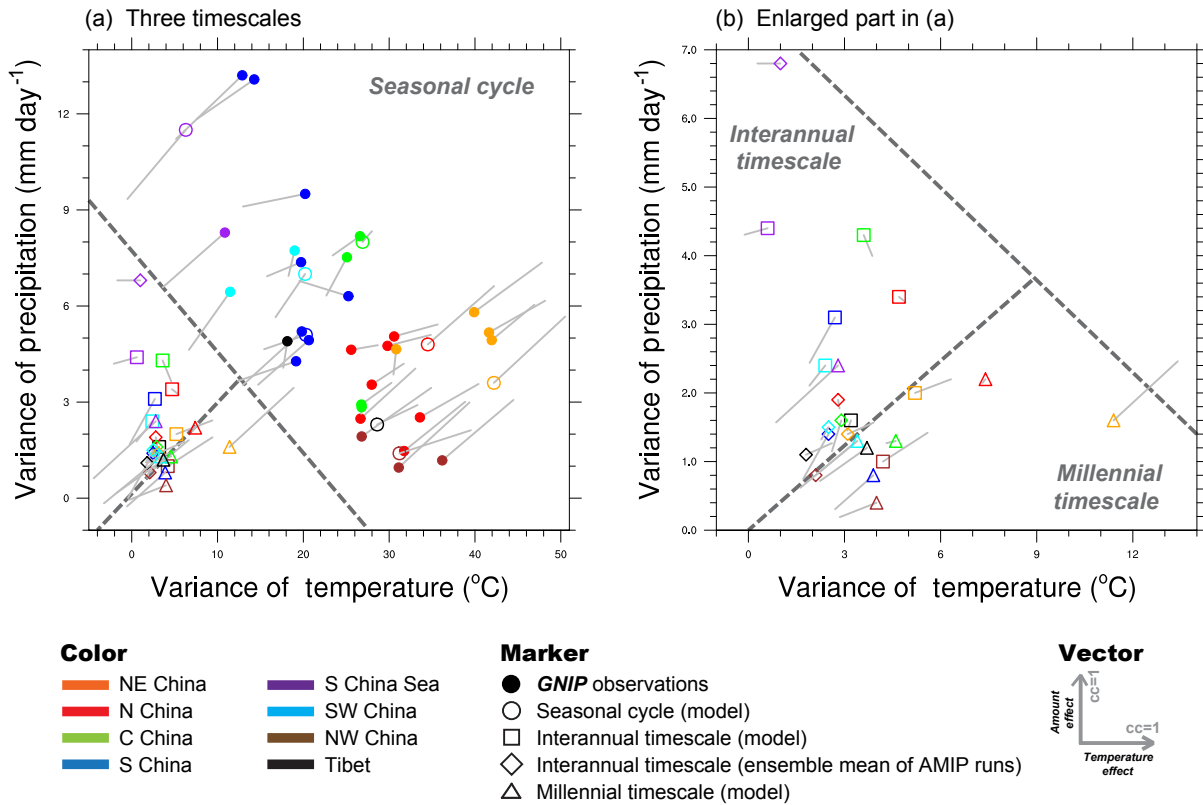 (a) Three timescales
(b) Enlarged part in (a)
Variance of precipitation (mm day-1)
12
9
6
3
0
Seasonal cycle
0 10 20 30 40 50
Variance of temperature (oC)
Variance of precipitation (mm day-1)
7.0
6.0
5.0
4.0
3.0
2.0
1.0
0.0
Interannual
timescale
Millennial
timescale
0 3 6 9 12
Variance of temperature (oC)
Color
NE China
N China
C China
S China
S China Sea
SW China
NW China
Tibet
Marker
GNIP observations
Seasonal cycle (model)
Interannual timescale (model)
Interannual timescale (ensemble mean of AMIP runs)
Millennial timescale (model)
Vector
Amount
effect
cc=1
cc=1
Temperature
effect